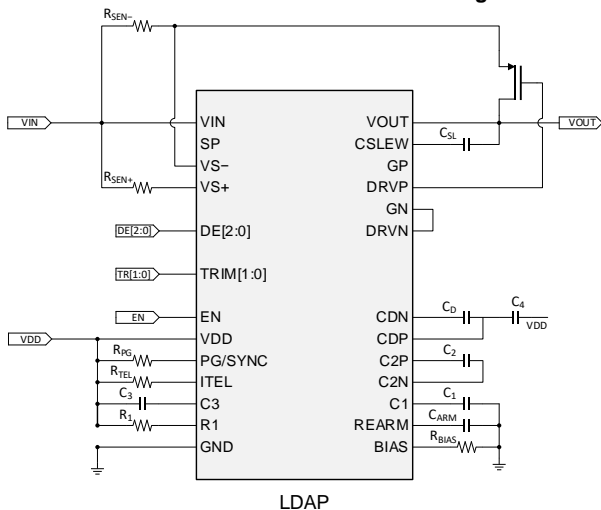 RSEN−
VIN
VIN
SP
VS−
RSEN+
VS+
DE[2:0]
DE[2:0]
TR[1:0]
TRIM[1:0]
EN
EN
VDD
VDD
RPG
PG/SYNC
RTEL
ITEL
C3
C3
R1
R1
GND
VOUT
VOUT
CSLEW
CSL
GP
DRVP
GN
DRVN
CDN
CD
C4
VDD
CDP
C2P
C2
C2N
C1
C1
REARM
CARM
BIAS
RBIAS
LDAP